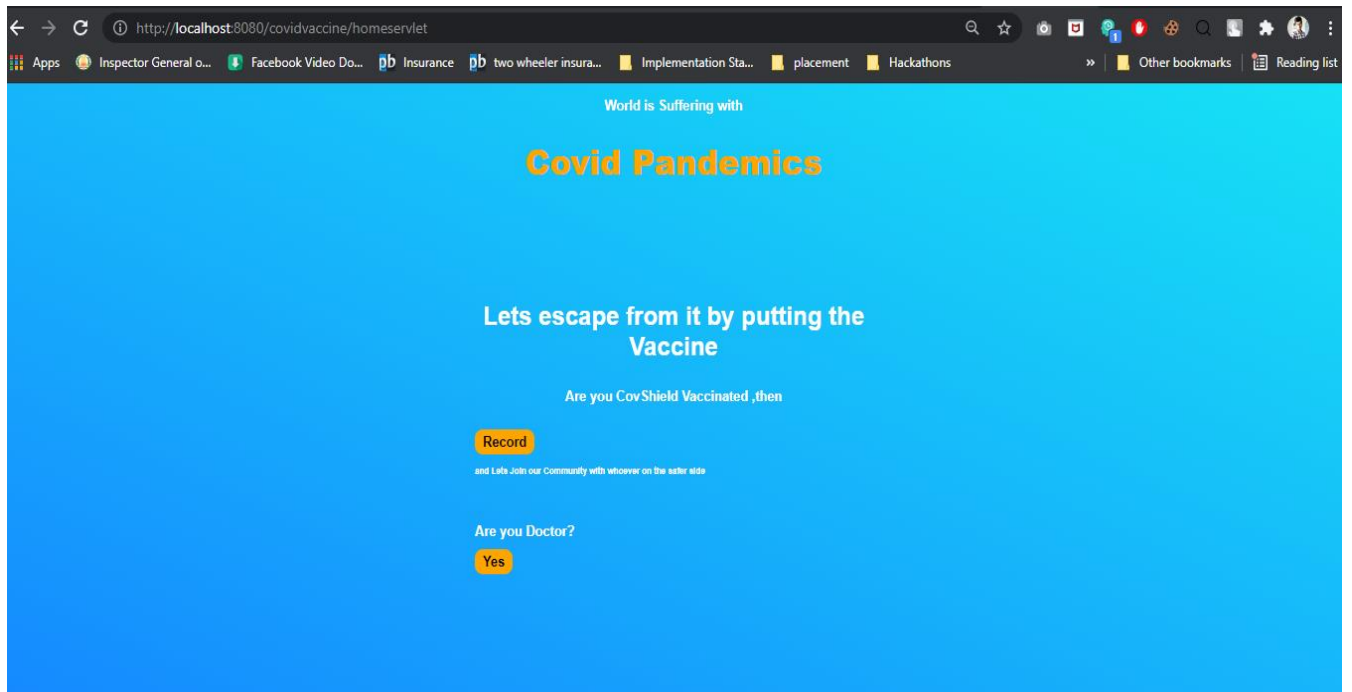 http://localhost:8080/covidvaccine/homeservlet
Apps Inspector General o... Facebook Video Do... pb Insurance pb two wheeler insura... Implementation Sta... placement Hackathons » Other bookmarks Reading list
1
World is Suffering with
Covid Pandemics
Lets escape from it by putting the
Vaccine
Are you CovShield Vaccinated ,then
Record
and Lets Join our Community with whoever on the safer side
Are you Doctor?
Yes